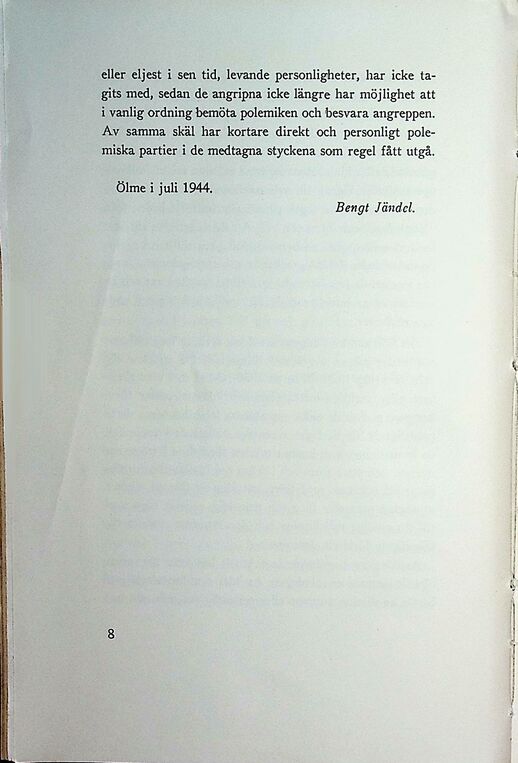 eller eljest i sen tid, levande personligheter, har icke ta-
gits med, sedan de angripna icke längre har möjlighet att
i vanlig ordning bemöta polemiken och besvara angreppen.
Av samma skäl har kortare direkt och personligt pole-
miska partier i de medtagna styckena som regel fått utgå.
Ölme i juli 1944.
Bengt Jändel.
8